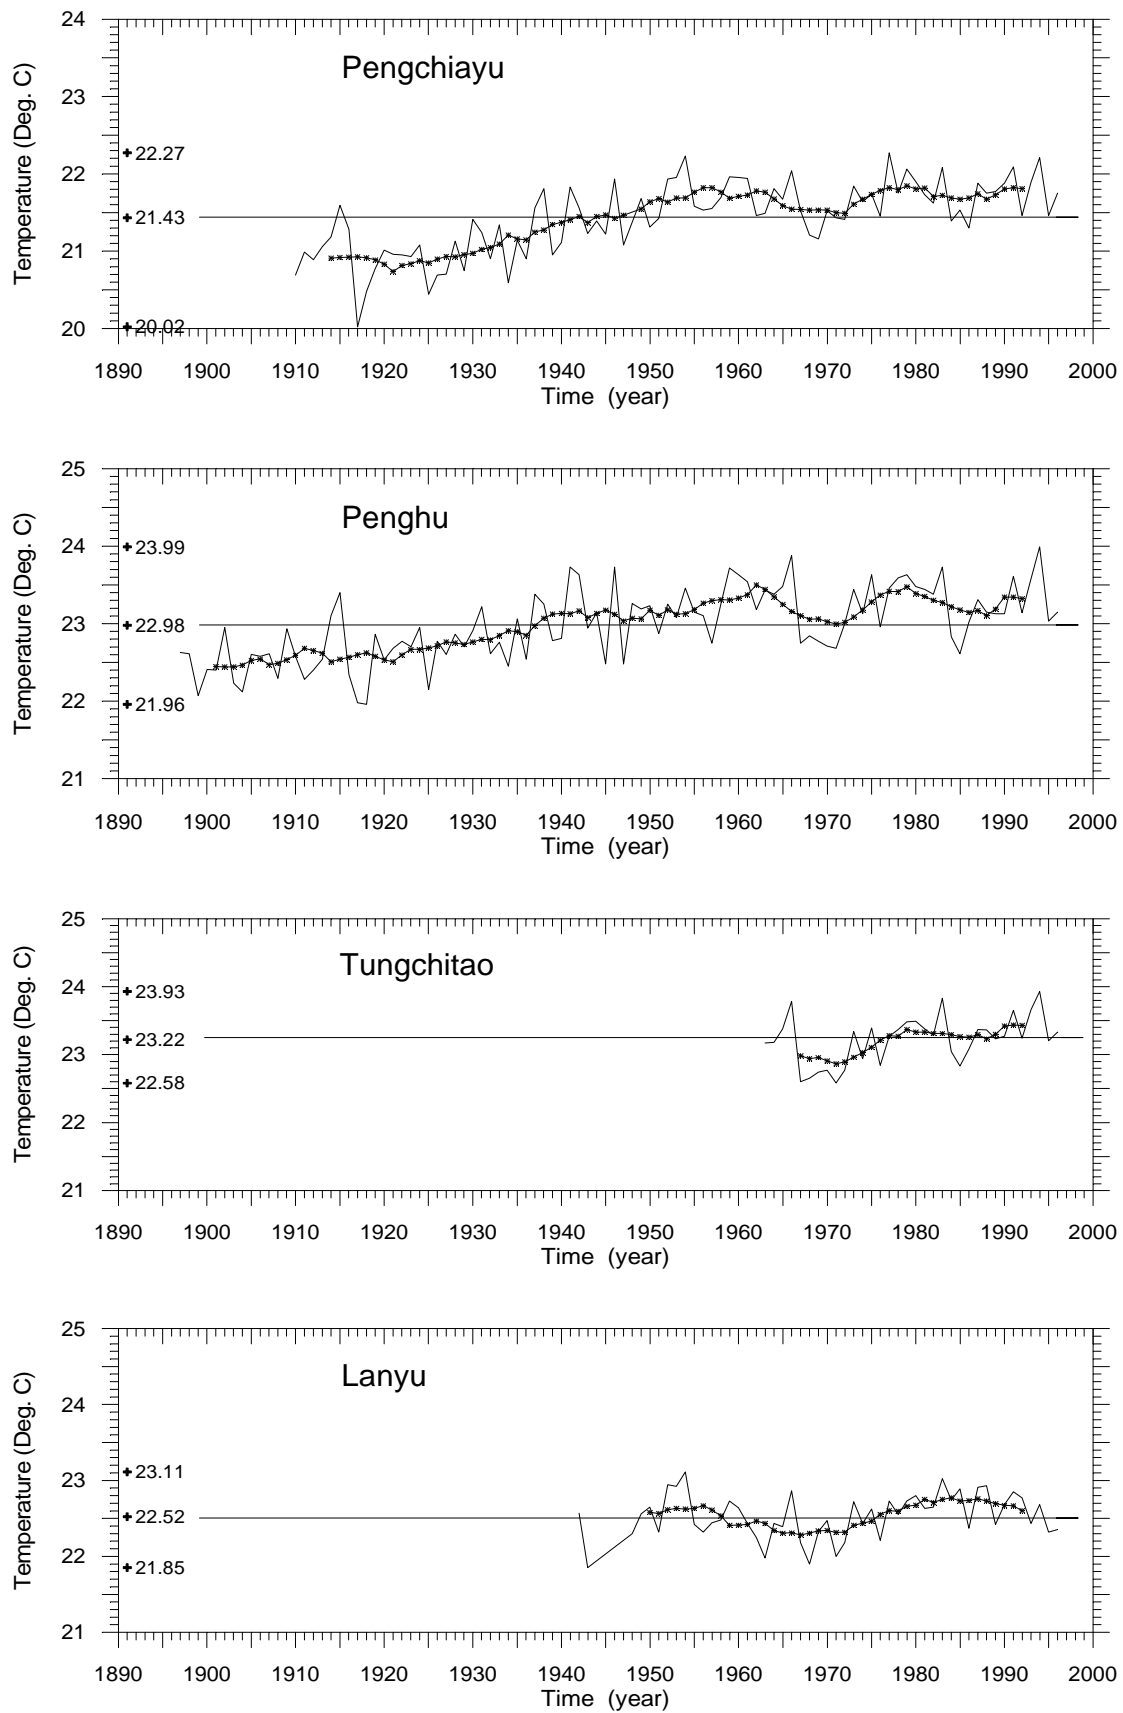 24
Pengchiayu
23
22.27
22
21.43
21
20.02
20
Temperature (Deg. C)
1890 1900 1910 1920 1930 1940 1950 1960 1970 1980 1990 2000
Time (year)
25
Penghu
24
23.99
23
22.98
22
21.96
21
Temperature (Deg. C)
1890 1900 1910 1920 1930 1940 1950 1960 1970 1980 1990 2000
Time (year)
25
Tungchitao
24
23.93
23.22
23
22.58
22
21
Temperature (Deg. C)
1890 1900 1910 1920 1930 1940 1950 1960 1970 1980 1990 2000
Time (year)
25
Lanyu
24
23.11
23
22.52
22
21.85
21
Temperature (Deg. C)
1890 1900 1910 1920 1930 1940 1950 1960 1970 1980 1990 2000
Time (year)